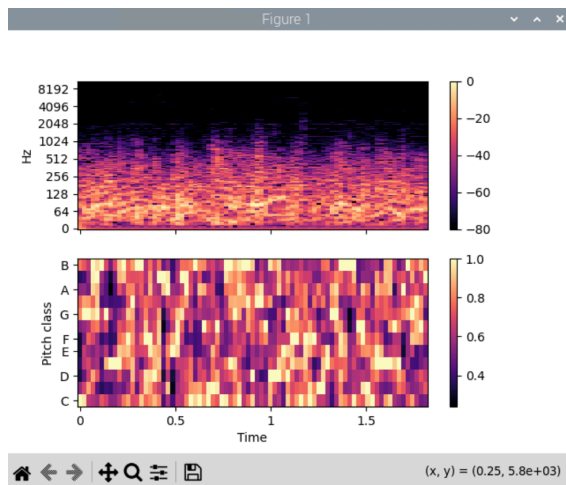 Figure 1
8192
4096
2048
1024
512
256
128
64
0
Hz
0
−20
−40
−60
−80
B
A
G
F
E
D
C
Pitch class
1.0
0.8
0.6
0.4
0 0.5 1 1.5
Time
(x, y) = (0.25, 5.8e+03)